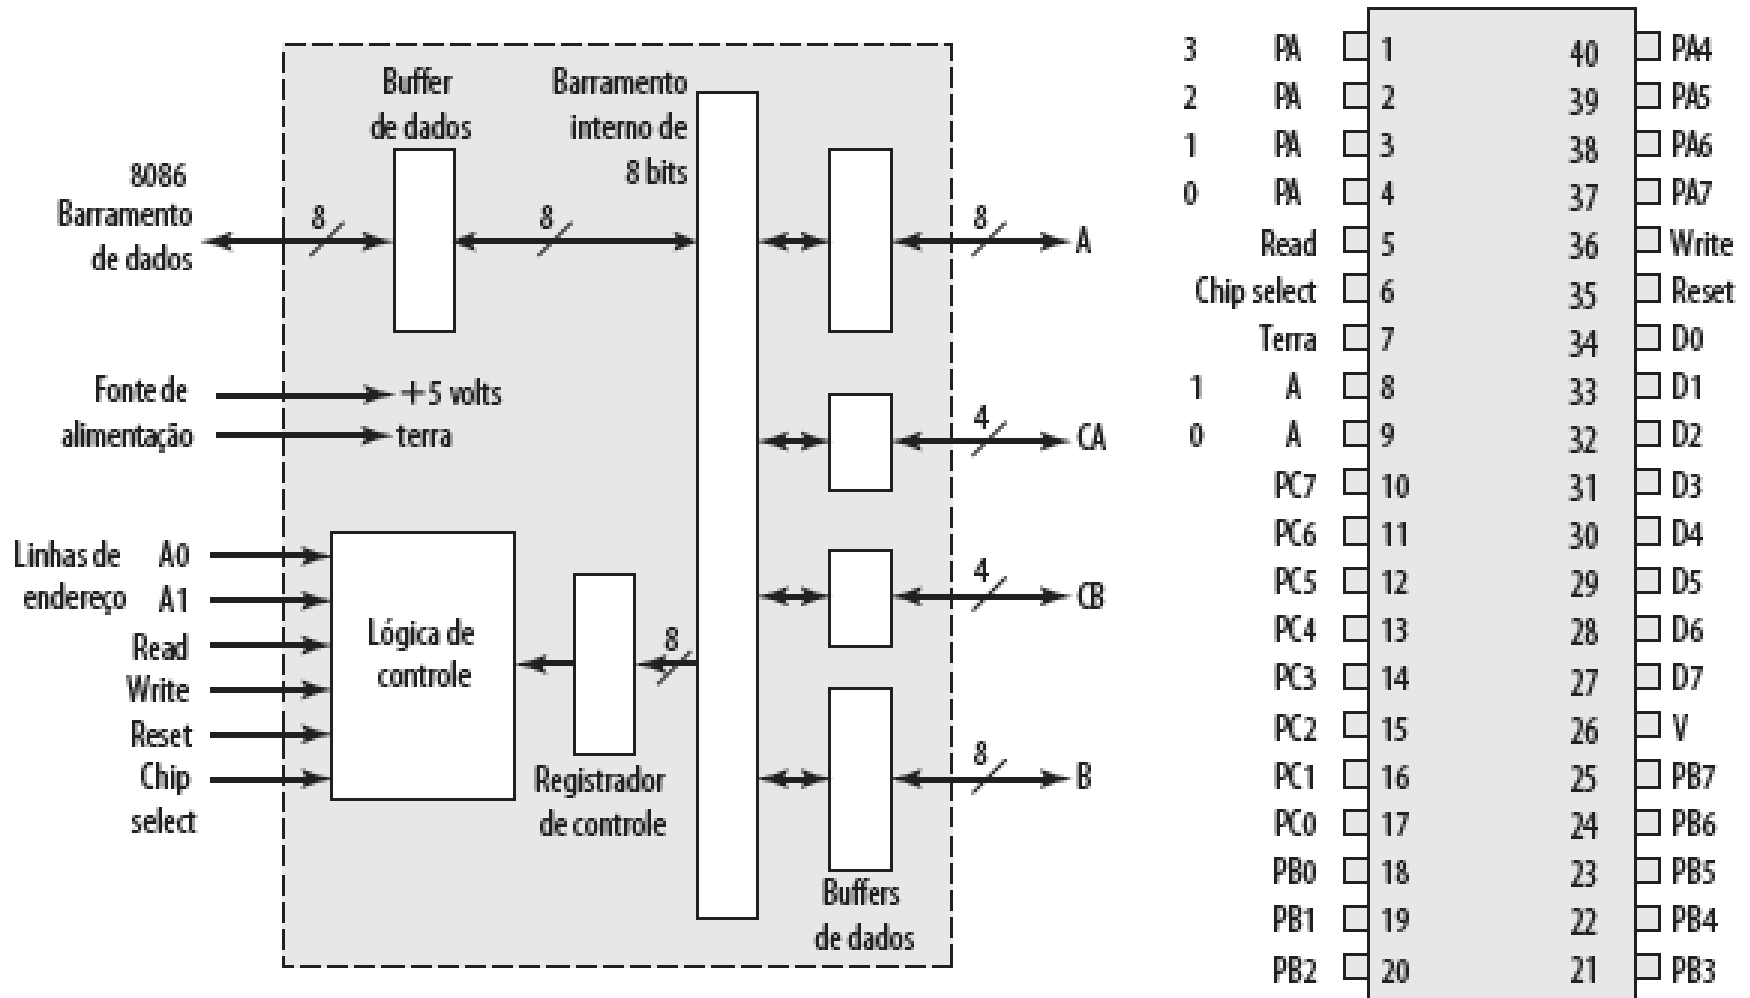 Buffer
de dados
Barramento
interno de
8 bits
8086
Barramento
de dados
8
8
8
A
Fonte de
alimentação
+5 volts
terra
4
CA
Linhas de
endereço
A0
A1
Read
Write
Reset
Chip
select
Lógica de
controle
8
Registrador
de controle
4
CB
8
B
Buffers
de dados
3 PA 1 40 PA4
2 PA 2 39 PA5
1 PA 3 38 PA6
0 PA 4 37 PA7
Read 5 36 Write
Chip select 6 35 Reset
Terra 7 34 D0
1 A 8 33 D1
0 A 9 32 D2
PC7 10 31 D3
PC6 11 30 D4
PC5 12 29 D5
PC4 13 28 D6
PC3 14 27 D7
PC2 15 26 V
PC1 16 25 PB7
PC0 17 24 PB6
PB0 18 23 PB5
PB1 19 22 PB4
PB2 20 21 PB3